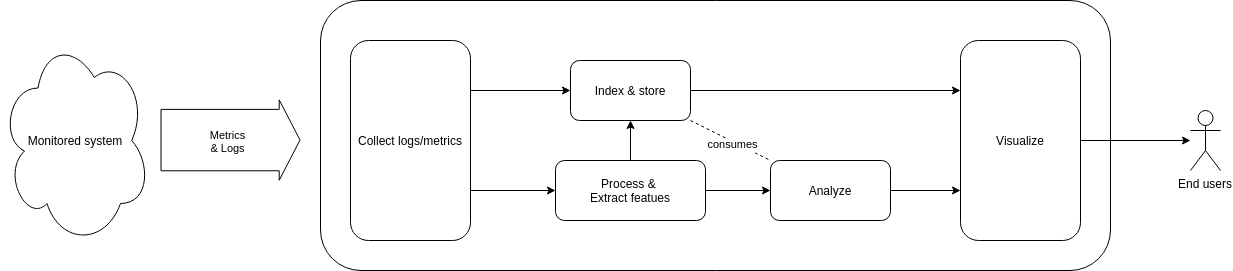 Monitored system
Metrics
& Logs
Collect logs/metrics
Index & store
consumes
Process &
Extract featues
Analyze
Visualize
End users